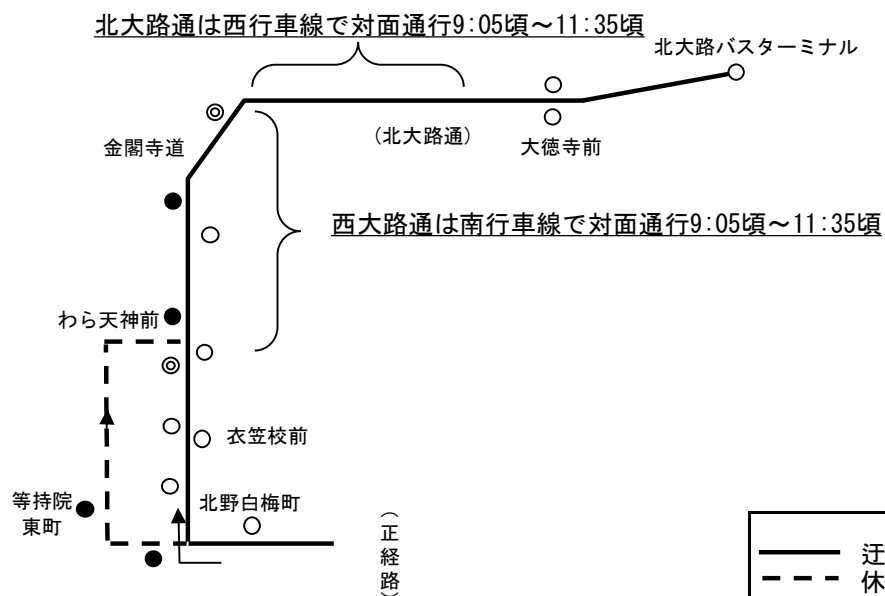 北大路通は西行車線で対面通行9:05頃～11:35頃
北大路バスターミナル
金閣寺道
(北大路通)
大徳寺前
西大路通は南行車線で対面通行9:05頃～11:35頃
わら天神前
衣笠校前
等持院
東町
北野白梅町
(正経路)
迂
休